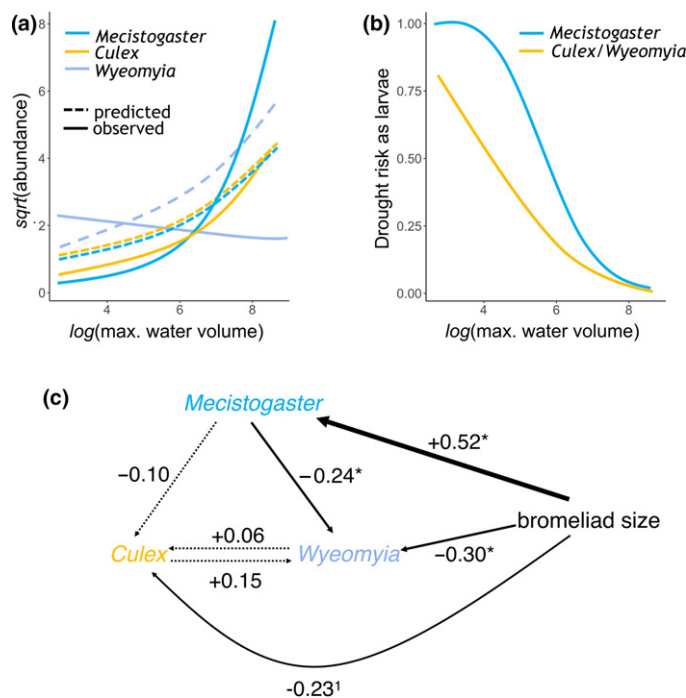 (a)
Mecistogaster
Culex
Wyeomyia
predicted
observed
sqrt(abundance)
8
6
4
2
0
4
6
8
log(max. water volume)
(b)
Mecistogaster
Culex/Wyeomyia
Drought risk as larvae
1.00
0.75
0.50
0.25
0.00
4
6
8
log(max. water volume)
(c)
Mecistogaster
+0.52*
−0.10
−0.24*
bromeliad size
+0.06
Culex
Wyeomyia
−0.30*
+0.15
-0.23¹